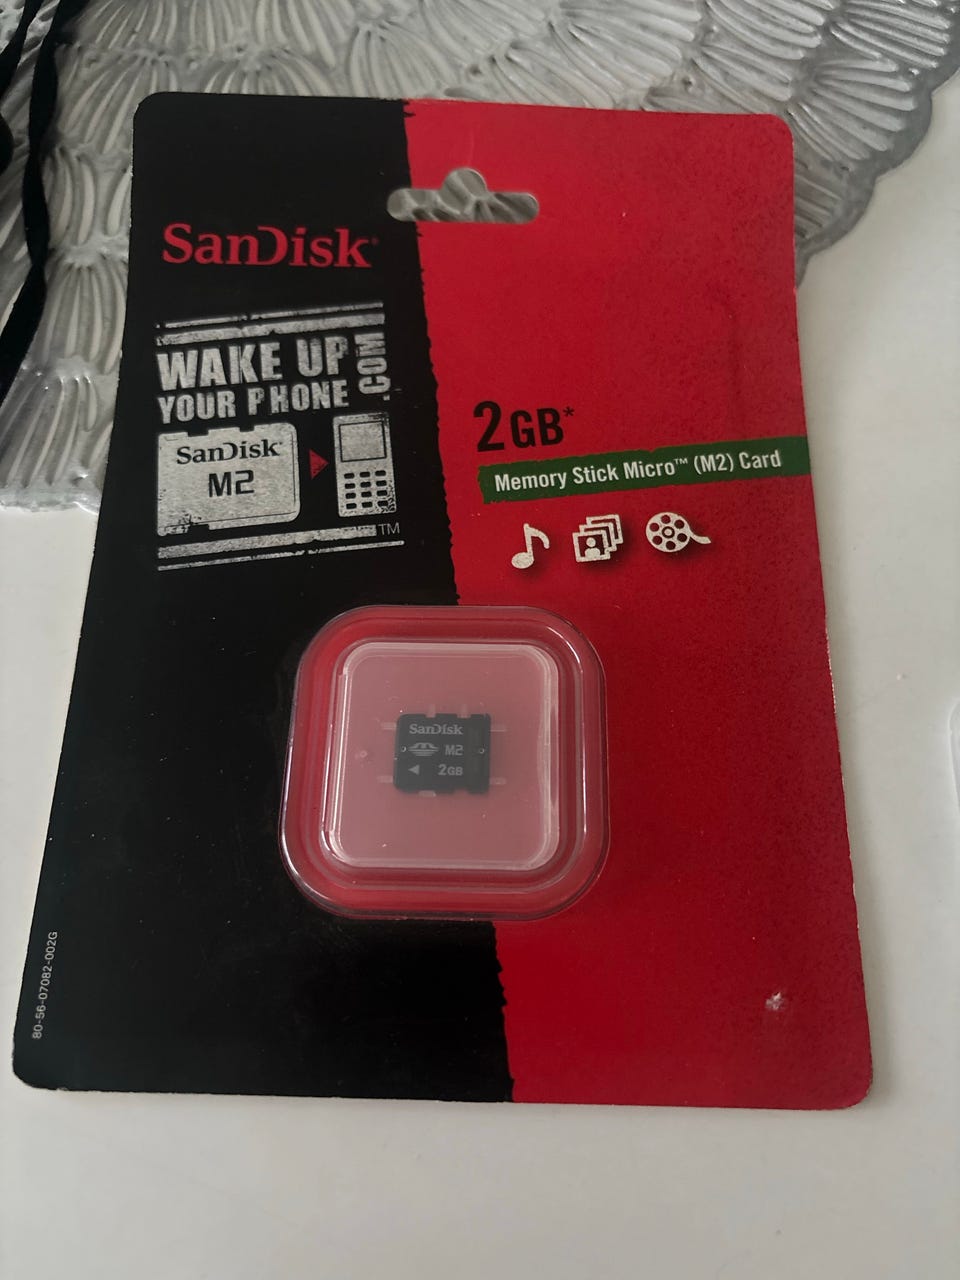 SanDisk®
WAKE UP
YOUR PHONE
.COM
SanDisk®
M2
TM
2GB*
Memory Stick Micro™ (M2) Card
SanDisk
M2
2GB
80-56-07082-002G